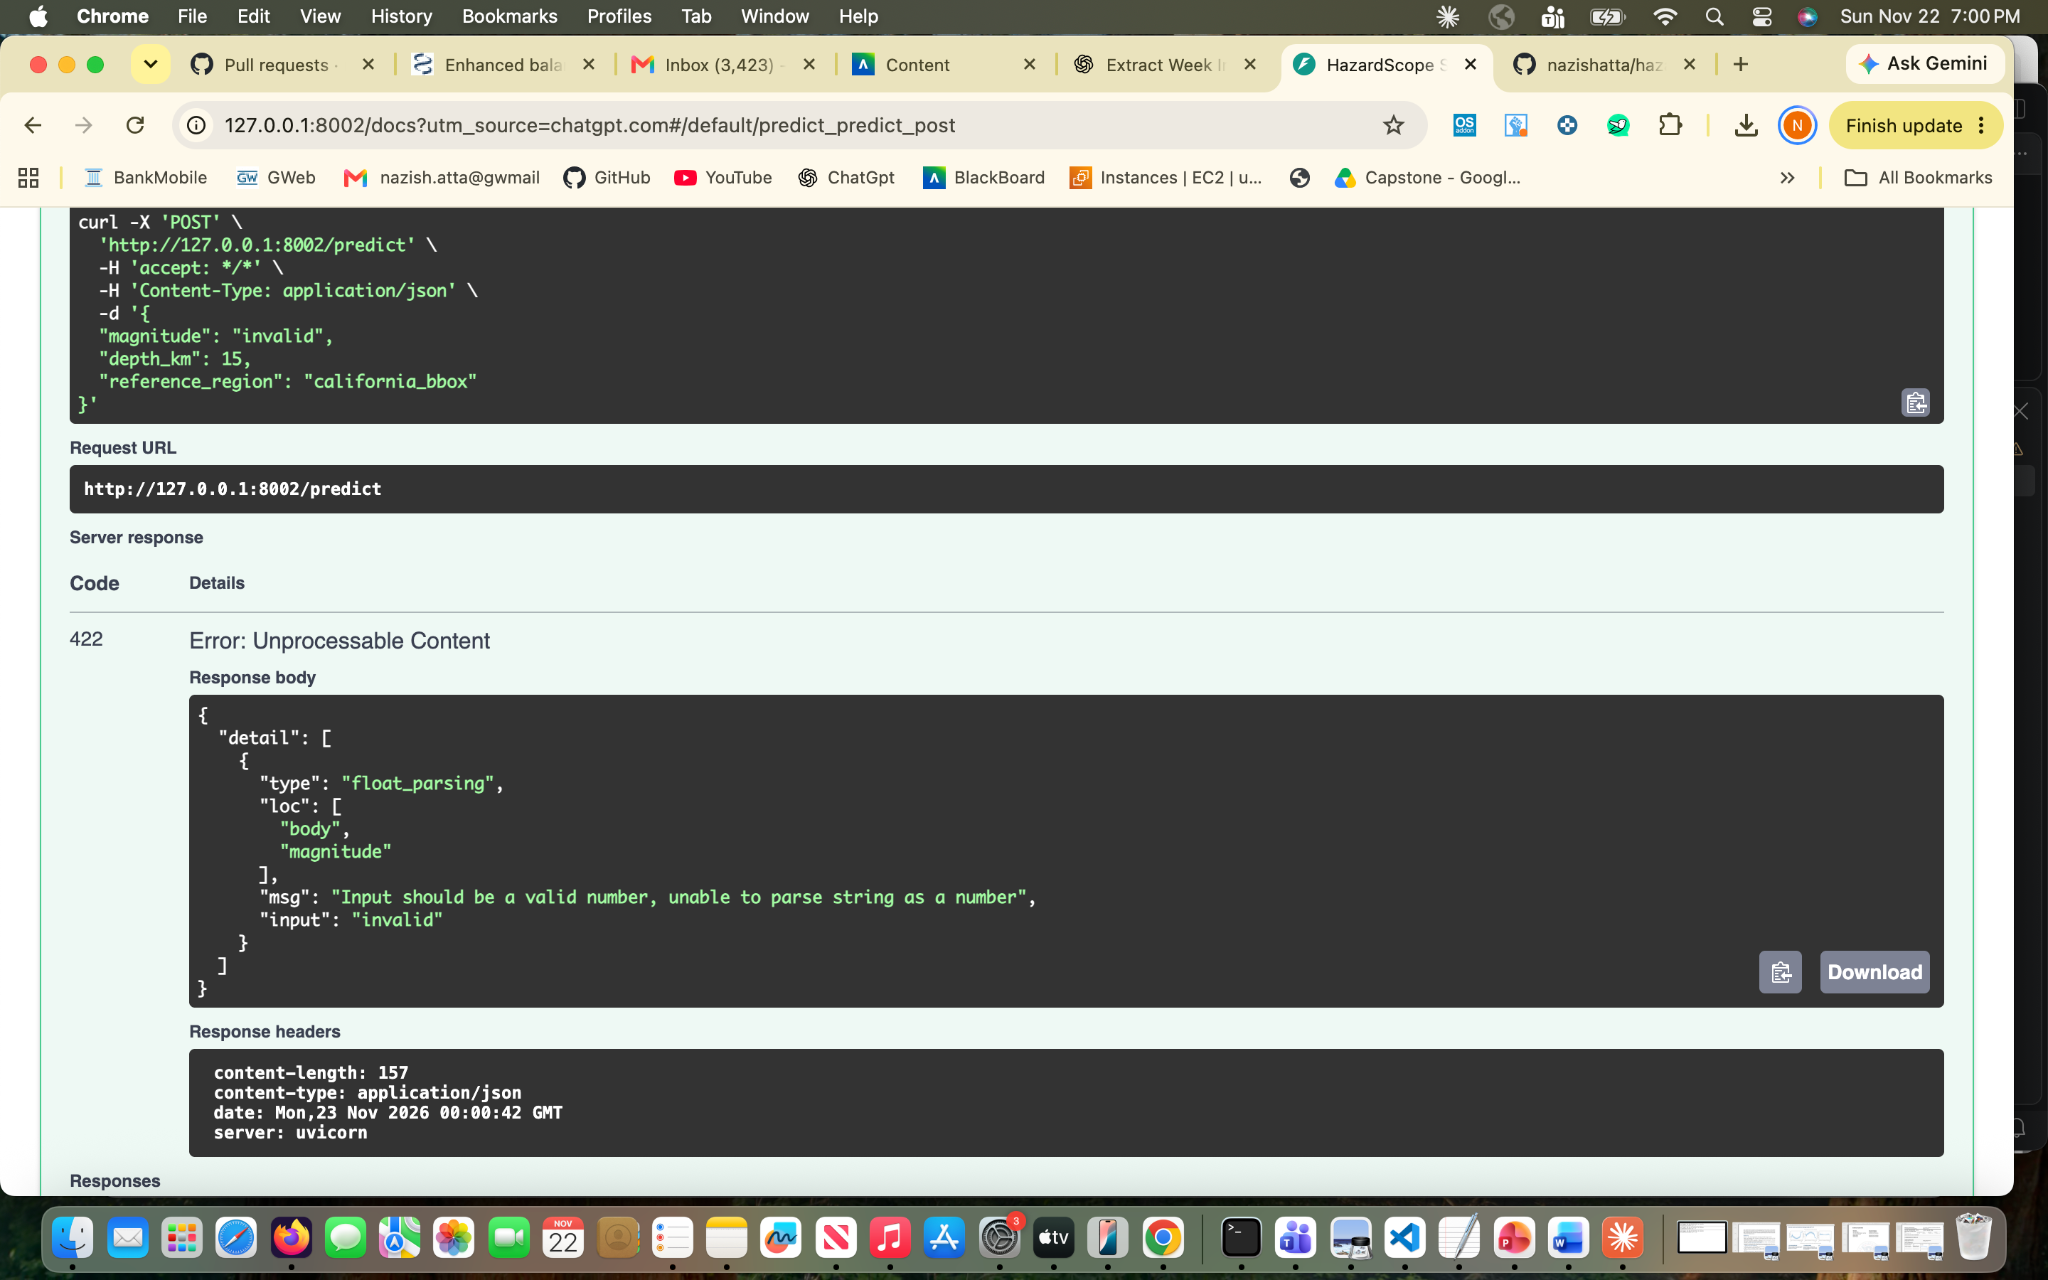 Chrome File Edit View History Bookmarks Profiles Tab Window Help Sun Nov 22 7:00 PM
Pull requests · Enhanced bala Inbox (3,423) - Content Extract Week I HazardScope S nazishatta/haz Ask Gemini
127.0.0.1:8002/docs?utm_source=chatgpt.com#/default/predict_predict_post OS addon N Finish update
BankMobile GW GWeb nazish.atta@gwmail GitHub YouTube ChatGpt BlackBoard Instances | EC2 | u... Capstone - Googl... » All Bookmarks
curl -X 'POST' \
'http://127.0.0.1:8002/predict' \
-H 'accept: */*' \
-H 'Content-Type: application/json' \
-d '{
"magnitude": "invalid",
"depth_km": 15,
"reference_region": "california_bbox"
}'
Request URL
http://127.0.0.1:8002/predict
Server response
Code Details
422 Error: Unprocessable Content
Response body
{
"detail": [
{
"type": "float_parsing",
"loc": [
"body",
"magnitude"
],
"msg": "Input should be a valid number, unable to parse string as a number",
"input": "invalid"
}
]
}
Download
Response headers
content-length: 157
content-type: application/json
date: Mon,23 Nov 2026 00:00:42 GMT
server: uvicorn
Responses
NOV
22
3
tv